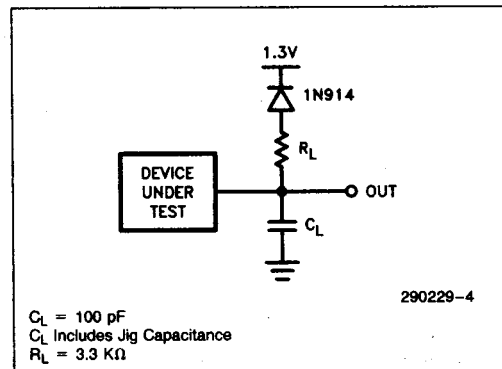 1.3V
1N914
R_L
DEVICE
UNDER
TEST
OUT
C_L
290229-4
C_L = 100 pF
C_L Includes Jig Capacitance
R_L = 3.3 KΩ